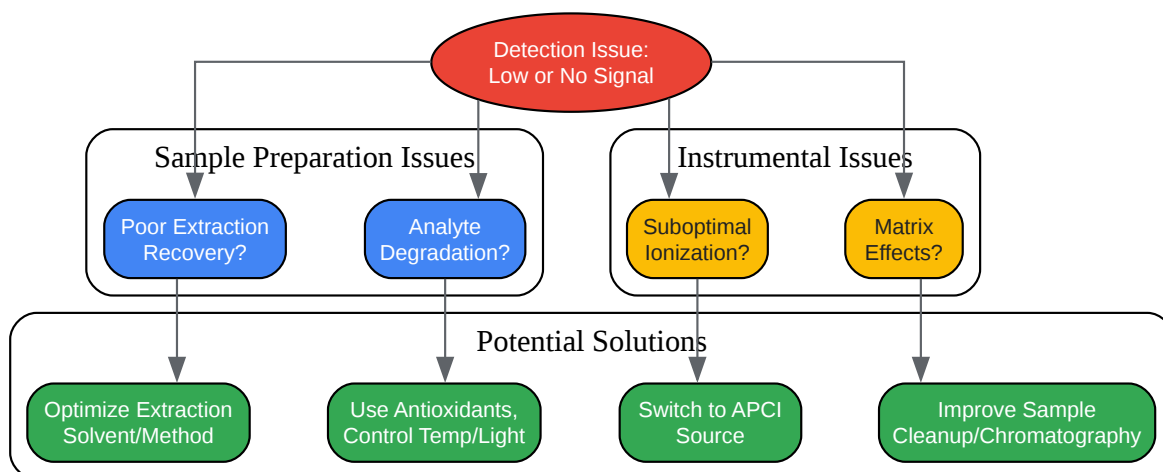 Detection Issue:
Low or No Signal
Sample Preparation Issues
Instrumental Issues
Poor Extraction
Recovery?
Analyte
Degradation?
Suboptimal
Ionization?
Matrix
Effects?
Potential Solutions
Optimize Extraction
Solvent/Method
Use Antioxidants,
Control Temp/Light
Switch to APCI
Source
Improve Sample
Cleanup/Chromatography